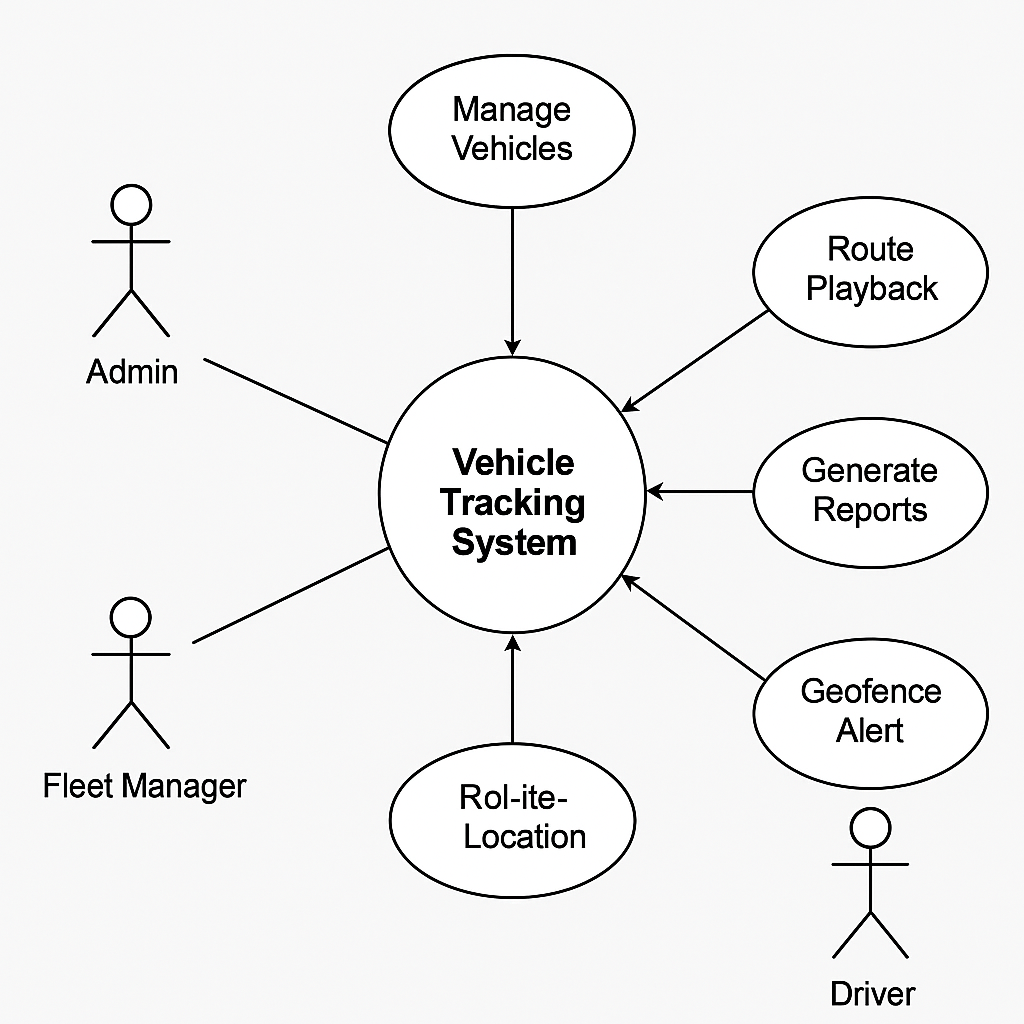 Manage
Vehicles
Route
Playback
Admin
Vehicle
Tracking
System
Generate
Reports
Geofence
Alert
Fleet Manager
Rol-ite-
Location
Driver